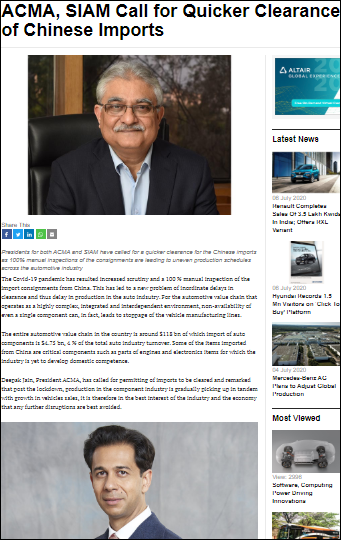 ACMA, SIAM Call for Quicker Clearance
of Chinese Imports
ALTAIR
GLOBAL EXPERIENCE
Latest News
06 July 2020
Renault Completes
Sales Of 3.5 Lakh Kwids
In India; Offers RXL
Variant
06 July 2020
Hyundai Records 1.5
Mn Visitors on 'Click To
Buy' Platform
04 July 2020
Mercedes-Benz AG
Plans to Adjust Global
Production
Most Viewed
View: 2996
Software, Computing
Power Driving
Innovations
Share This:
Presidents for both ACMA and SIAM have called for a quicker clearance for the Chinese imports
as 100% manual inspections of the consignments are leading to uneven production schedules
across the automotive industry
The Covid-19 pandemic has resulted increased scrutiny and a 100 % manual inspection of the
import consignments from China. This has led to a new problem of inordinate delays in
clearance and thus delay in production in the auto industry. For the automotive value chain that
operates as a highly complex, integrated and interdependent environment, non-availability of
even a single component can, in fact, leads to stoppage of the vehicle manufacturing lines.
The entire automotive value chain in the country is around $118 bn of which import of auto
components is $4.75 bn, 4 % of the total auto industry turnover. Some of the items imported
from China are critical components such as parts of engines and electronics items for which the
industry is yet to develop domestic competence.
Deepak Jain, President ACMA, has called for permitting of imports to be cleared and remarked
that post the lockdown, production in the component industry is gradually picking up in tandem
with growth in vehicles sales, it is therefore in the best interest of the industry and the economy
that any further disruptions are best avoided.